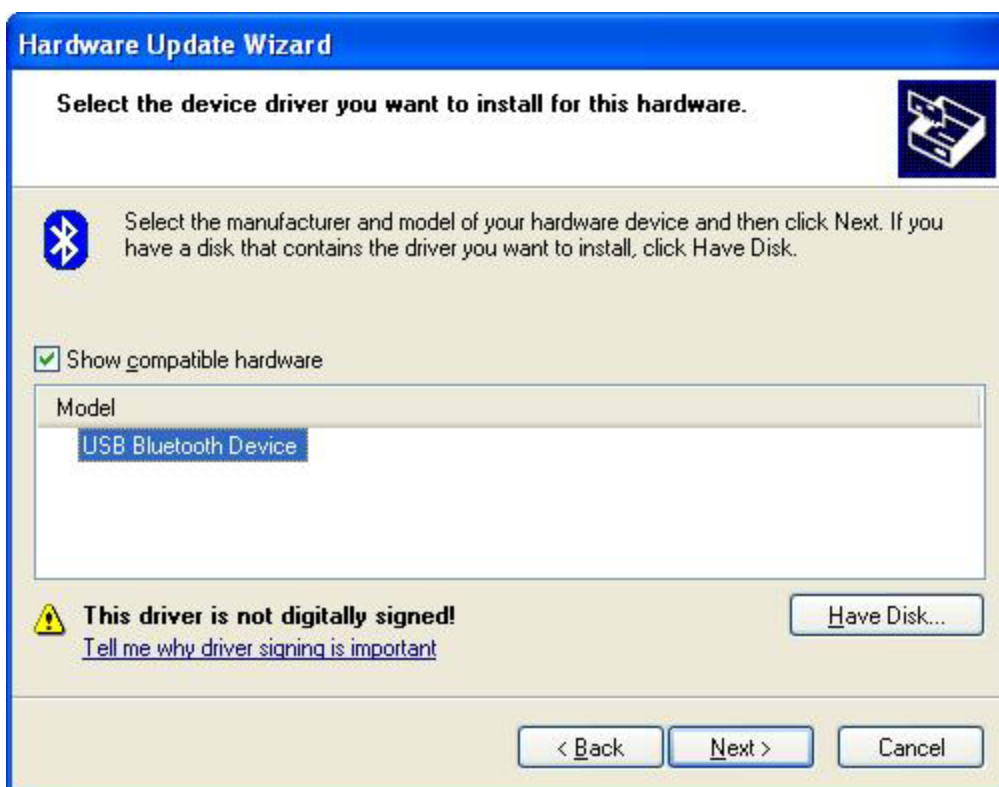 Hardware Update Wizard
Select the device driver you want to install for this hardware.
Select the manufacturer and model of your hardware device and then click Next. If you
have a disk that contains the driver you want to install, click Have Disk.
Show compatible hardware
Model
USB Bluetooth Device
This driver is not digitally signed!
Have Disk...
Tell me why driver signing is important
< Back
Next >
Cancel